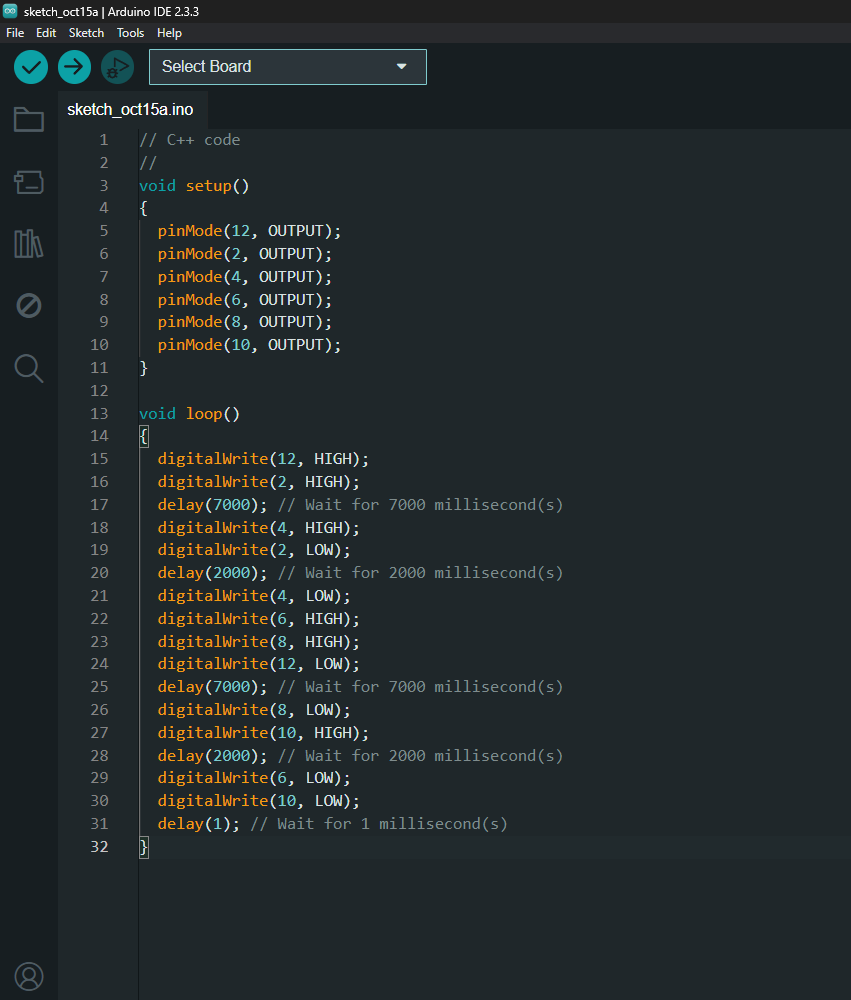 sketch_oct15a | Arduino IDE 2.3.3
File Edit Sketch Tools Help
Select Board
sketch_oct15a.ino
1 // C++ code
2 //
3 void setup()
4 {
5   pinMode(12, OUTPUT);
6   pinMode(2, OUTPUT);
7   pinMode(4, OUTPUT);
8   pinMode(6, OUTPUT);
9   pinMode(8, OUTPUT);
10   pinMode(10, OUTPUT);
11 }
12
13 void loop()
14 {
15   digitalWrite(12, HIGH);
16   digitalWrite(2, HIGH);
17   delay(7000); // Wait for 7000 millisecond(s)
18   digitalWrite(4, HIGH);
19   digitalWrite(2, LOW);
20   delay(2000); // Wait for 2000 millisecond(s)
21   digitalWrite(4, LOW);
22   digitalWrite(6, HIGH);
23   digitalWrite(8, HIGH);
24   digitalWrite(12, LOW);
25   delay(7000); // Wait for 7000 millisecond(s)
26   digitalWrite(8, LOW);
27   digitalWrite(10, HIGH);
28   delay(2000); // Wait for 2000 millisecond(s)
29   digitalWrite(6, LOW);
30   digitalWrite(10, LOW);
31   delay(1); // Wait for 1 millisecond(s)
32 }